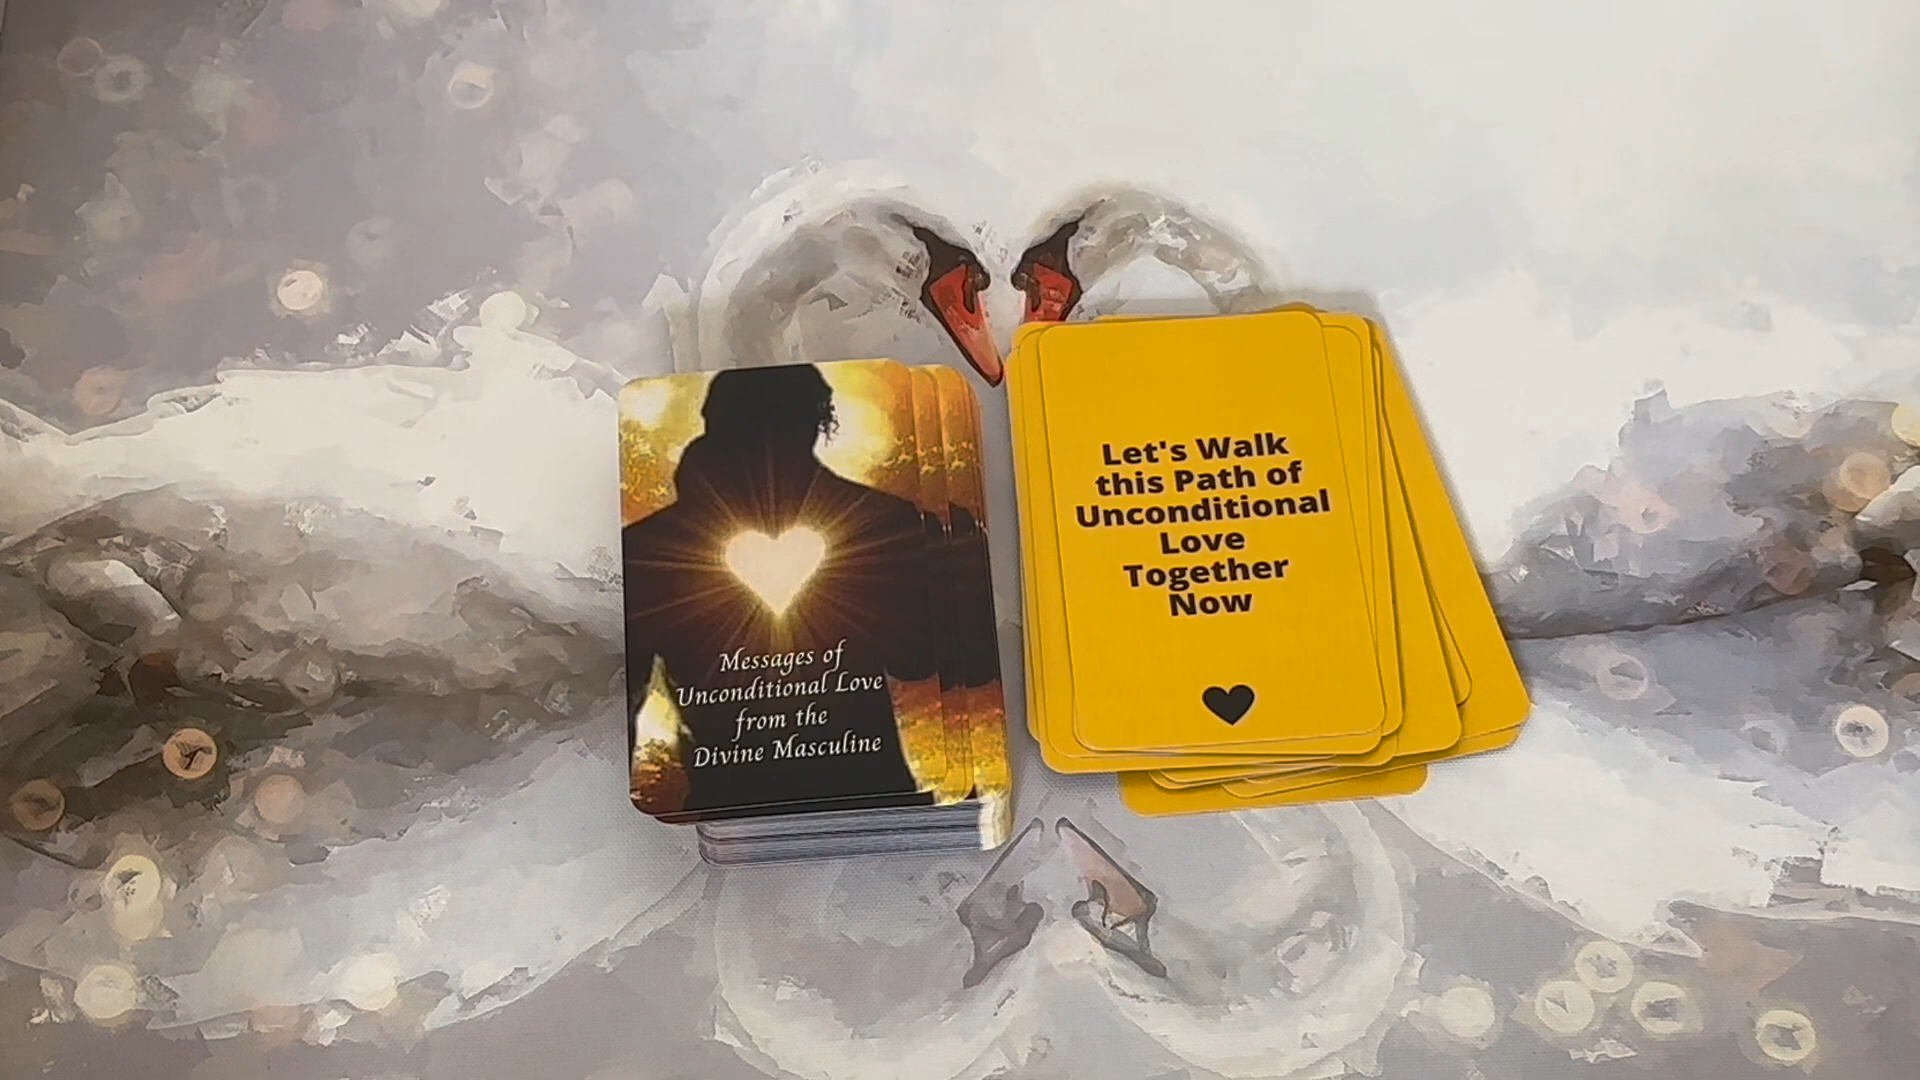 Messages of
Unconditional Love
from the
Divine Masculine
Let's Walk
this Path of
Unconditional
Love
Together
Now